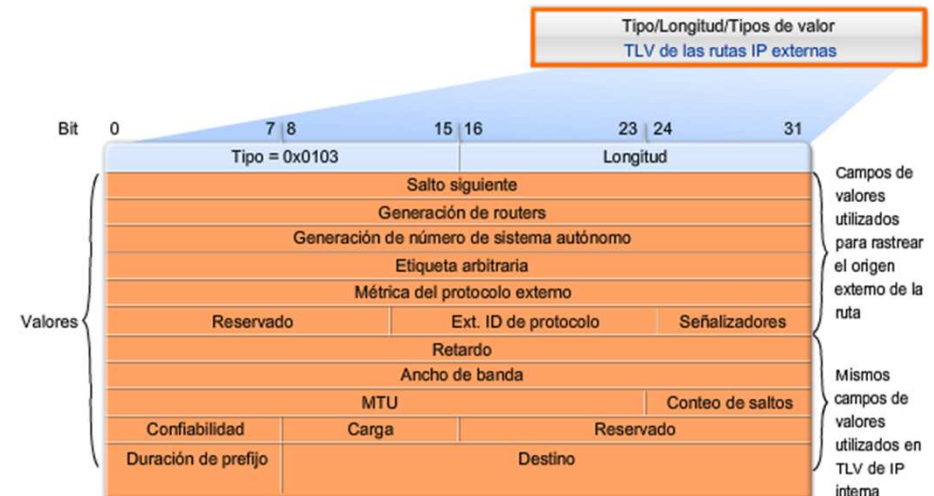 Tipo/Longitud/Tipos de valor
TLV de las rutas IP externas
Bit 0 7 8 15 16 23 24 31
Tipo = 0x0103 Longitud
Salto siguiente
Generación de routers
Generación de número de sistema autónomo
Etiqueta arbitraria
Métrica del protocolo externo
Reservado Ext. ID de protocolo Señalizadores
Retardo
Ancho de banda
MTU Conteo de saltos
Confiabilidad Carga Reservado
Duración de prefijo Destino
Valores
Campos de
valores
utilizados
para rastrear
el origen
externo de la
ruta
Mismos
campos de
valores
utilizados en
TLV de IP
interna